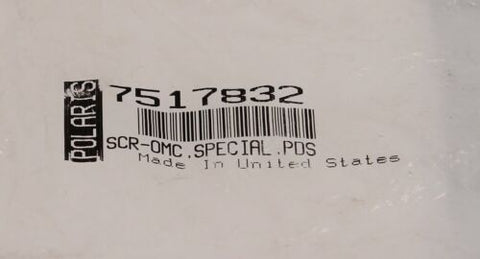 POLARIS
7517832
SCR-OMC.SPECIAL.PDS
Made In United States